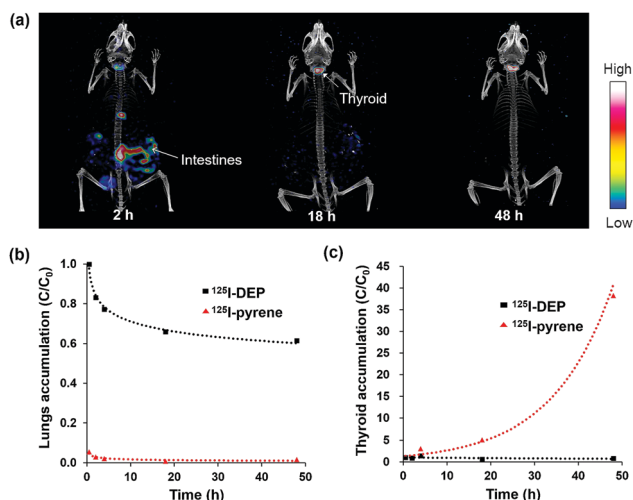 (a)
High
Thyroid
Intestines
2 h
18 h
48 h
Low
(b)
Lungs accumulation (C/C₀)
1.0
0.8
0.6
0.4
0.2
0.0
¹²⁵I-DEP
¹²⁵I-pyrene
0 10 20 30 40 50
Time (h)
(c)
Thyroid accumulation (C/C₀)
45
40
35
30
25
20
15
10
5
0
¹²⁵I-DEP
¹²⁵I-pyrene
0 10 20 30 40 50
Time (h)